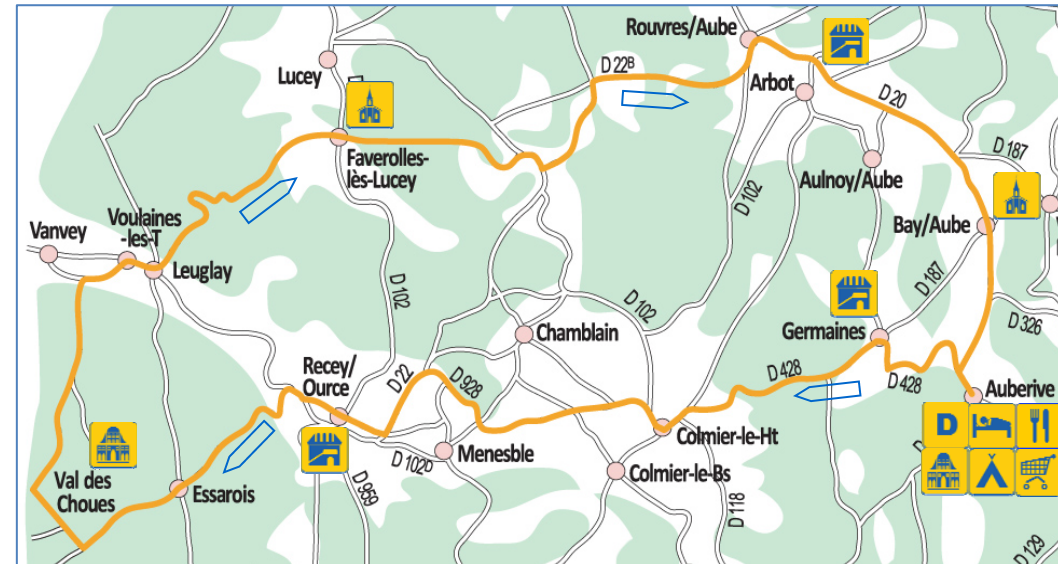 Rouvres/Aube
Lucey
D 22B
Arbot
D 20
Faverolles-
lès-Lucey
D 187
Aulnoy/Aube
D 102
Vanvey
Voulaines
-les-T
Bay/Aube
Leuglay
D 187
D 102
D 102
D 326
Germaines
Chamblain
Recey/
Ource
D 22
D 928
D 428
D 428
Auberive
D
Colmier-le-Ht
D 102D
Menesble
Colmier-le-Bs
Val des
Choues
Essarois
D 959
D 118
D 129